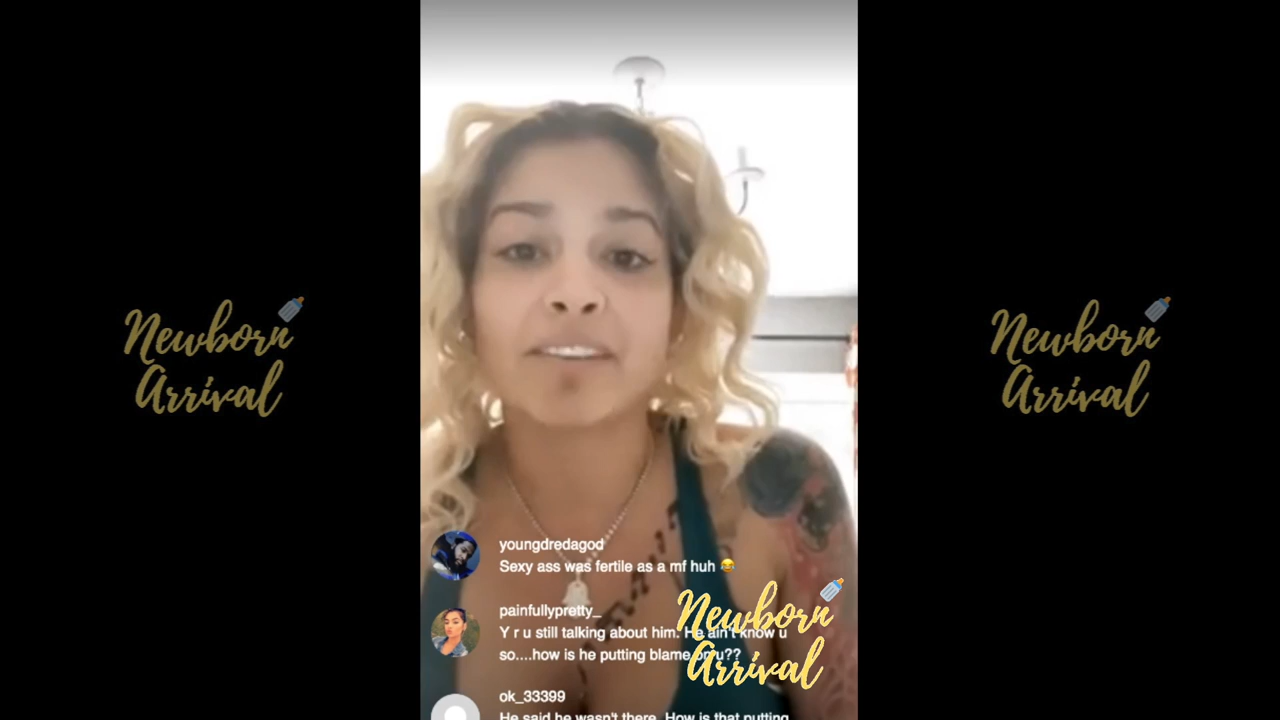 Newborn
Arrival
youngdredagod
Sexy ass was fertile as a mf huh 😂
painfullypretty_
Y r u still talking about him. He ain't know u
so....how is he putting blame on u??
ok_33399
He said he wasn't there. How is that putting
Newborn
Arrival
Newborn
Arrival